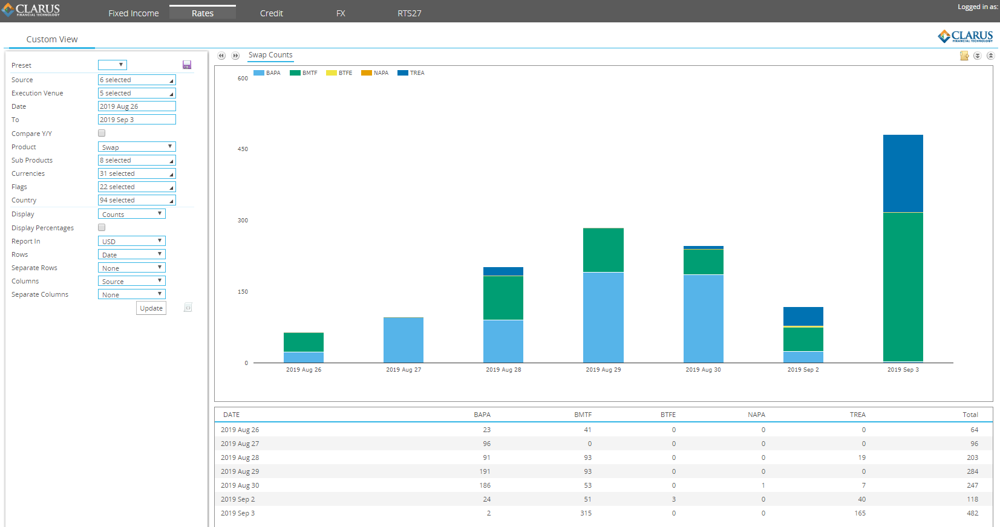 CLARUS
FINANCIAL TECHNOLOGY
Fixed Income Rates Credit FX RTS27
Logged in as:
Custom View
CLARUS
FINANCIAL TECHNOLOGY
Preset
Source 6 selected
Execution Venue 5 selected
Date 2019 Aug 26
To 2019 Sep 3
Compare Y/Y
Product Swap
Sub Products 8 selected
Currencies 31 selected
Flags 22 selected
Country 94 selected
Display Counts
Display Percentages
Report In USD
Rows Date
Separate Rows None
Columns Source
Separate Columns None
Update
Swap Counts
BAPA BMTF BTFE NAPA TREA
600
450
300
150
0
2019 Aug 26 2019 Aug 27 2019 Aug 28 2019 Aug 29 2019 Aug 30 2019 Sep 2 2019 Sep 3
DATE BAPA BMTF BTFE NAPA TREA Total
2019 Aug 26 23 41 0 0 0 64
2019 Aug 27 96 0 0 0 0 96
2019 Aug 28 91 93 0 0 19 203
2019 Aug 29 191 93 0 0 0 284
2019 Aug 30 186 53 0 1 7 247
2019 Sep 2 24 51 3 0 40 118
2019 Sep 3 2 315 0 0 165 482